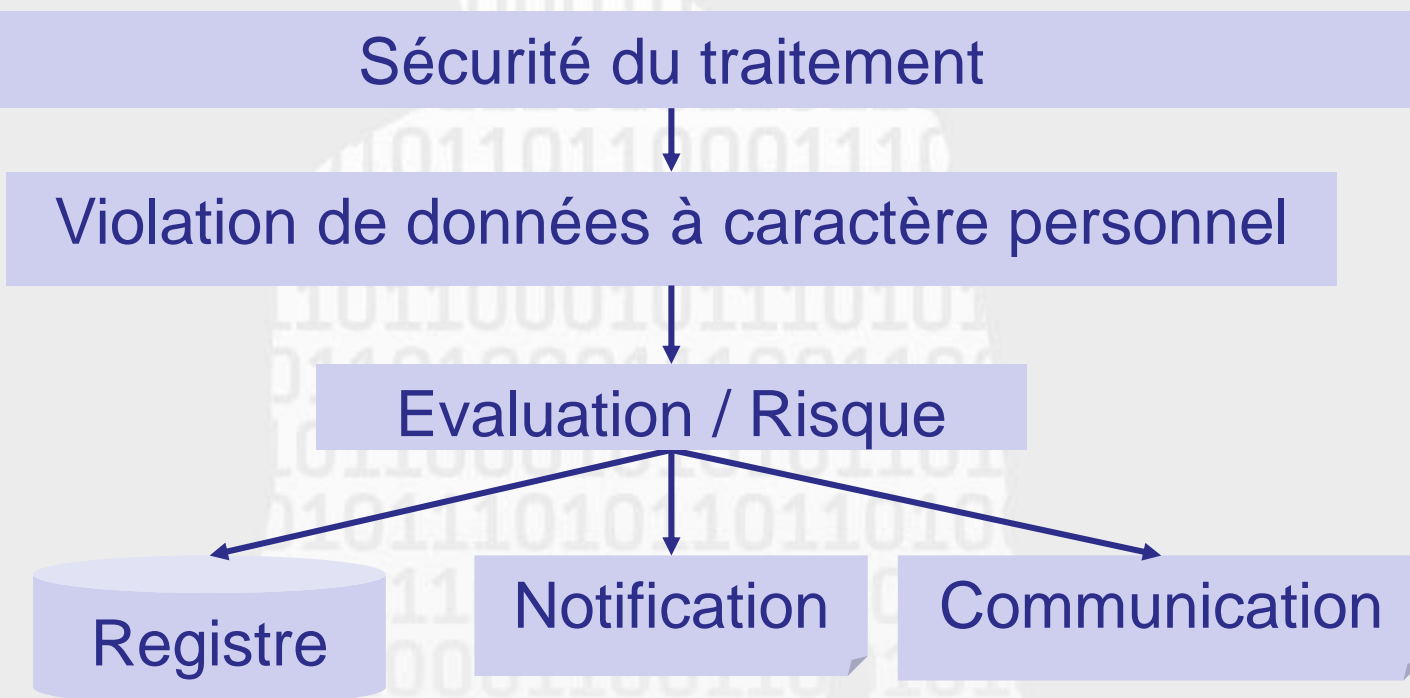 Sécurité du traitement
Violation de données à caractère personnel
Evaluation / Risque
Registre
Notification
Communication